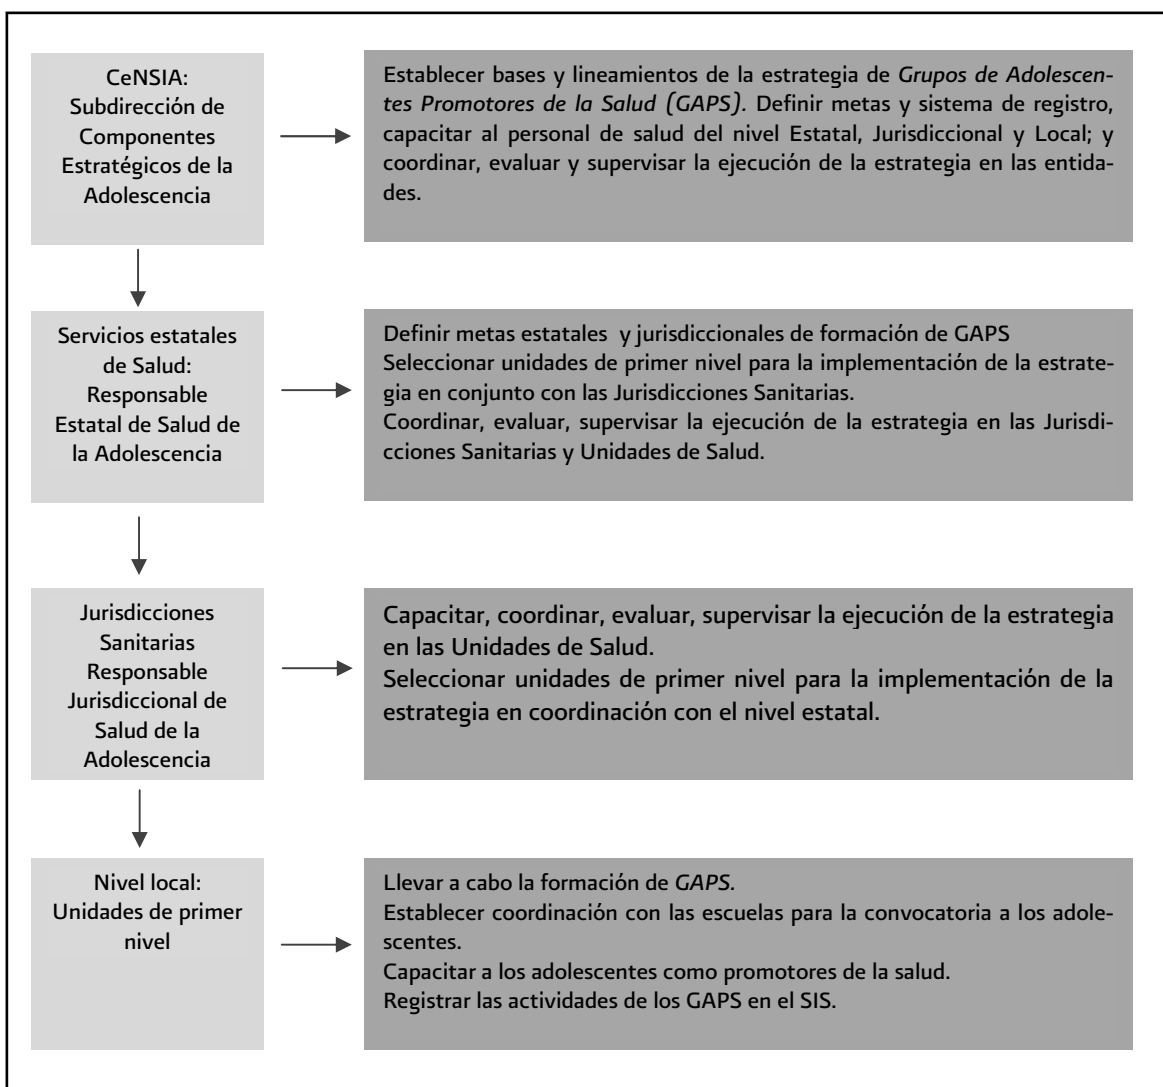 CeNSIA:
Subdirección de
Componentes
Estratégicos de la
Adolescencia
Establecer bases y lineamientos de la estrategia de Grupos de Adolescen-
tes Promotores de la Salud (GAPS). Definir metas y sistema de registro,
capacitar al personal de salud del nivel Estatal, Jurisdiccional y Local; y
coordinar, evaluar y supervisar la ejecución de la estrategia en las entida-
des.
Servicios estatales
de Salud:
Responsable
Estatal de Salud de
la Adolescencia
Definir metas estatales y jurisdiccionales de formación de GAPS
Seleccionar unidades de primer nivel para la implementación de la estrate-
gia en conjunto con las Jurisdicciones Sanitarias.
Coordinar, evaluar, supervisar la ejecución de la estrategia en las Jurisdi-
cciones Sanitarias y Unidades de Salud.
Jurisdicciones
Sanitarias
Responsable
Jurisdiccional de
Salud de la
Adolescencia
Capacitar, coordinar, evaluar, supervisar la ejecución de la estrategia
en las Unidades de Salud.
Seleccionar unidades de primer nivel para la implementación de la
estrategia en coordinación con el nivel estatal.
Nivel local:
Unidades de primer
nivel
Llevar a cabo la formación de GAPS.
Establecer coordinación con las escuelas para la convocatoria a los adole-
scentes.
Capacitar a los adolescentes como promotores de la salud.
Registrar las actividades de los GAPS en el SIS.